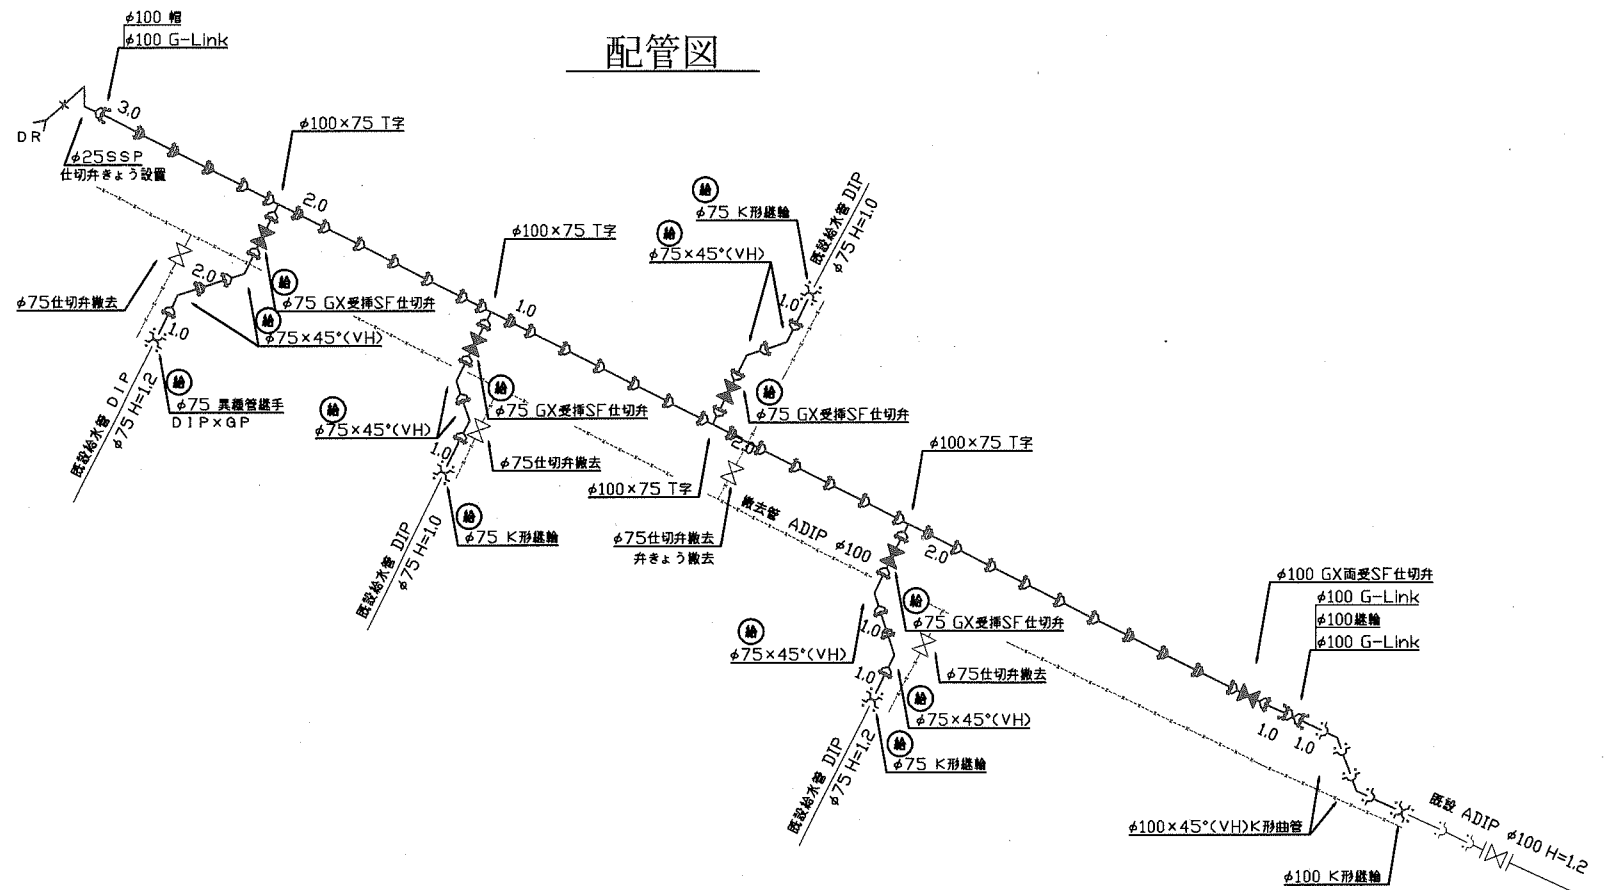 配管図
φ100 帽
φ100 G-Link
3.0
DR
φ25SSP
仕切弁きょう設置
φ100×75 T字
2.0
φ75仕切弁撤去
2.0
給
φ75 GX受挿SF仕切弁
給
φ75×45°(VH)
1.0
給
φ75 異種管継手
DIP×GP
既設給水管 DIP
φ75 H=1.2
φ100×75 T字
1.0
給
φ75 GX受挿SF仕切弁
給
φ75×45°(VH)
1.0
φ75仕切弁撤去
給
φ75 K形継輪
既設給水管 DIP
φ75 H=1.0
給
φ75 K形継輪
給
φ75×45°(VH)
既設給水管 DIP
φ75 H=1.0
1.0
給
φ75 GX受挿SF仕切弁
2.0
φ100×75 T字
φ75仕切弁撤去
弁きょう撤去
撤去管 ADIP φ100
φ100×75 T字
2.0
給
φ75 GX受挿SF仕切弁
給
φ75×45°(VH)
1.0
φ75仕切弁撤去
1.0
給
φ75×45°(VH)
給
φ75 K形継輪
既設給水管 DIP
φ75 H=1.2
φ100 GX両受SF仕切弁
φ100 G-Link
φ100継輪
φ100 G-Link
1.0
1.0
φ100×45°(VH)K形曲管
φ100 K形継輪
既設 ADIP φ100 H=1.2